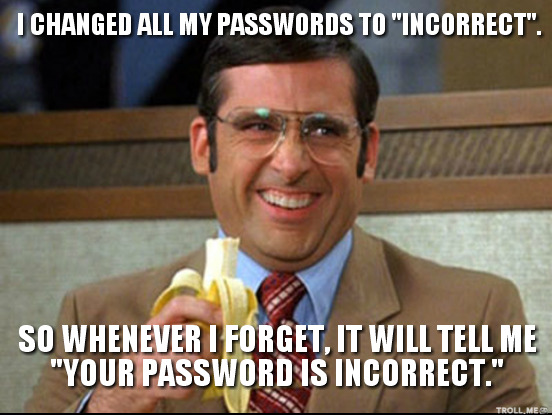 I CHANGED ALL MY PASSWORDS TO "INCORRECT".
SO WHENEVER I FORGET, IT WILL TELL ME
"YOUR PASSWORD IS INCORRECT."
TROLL.ME